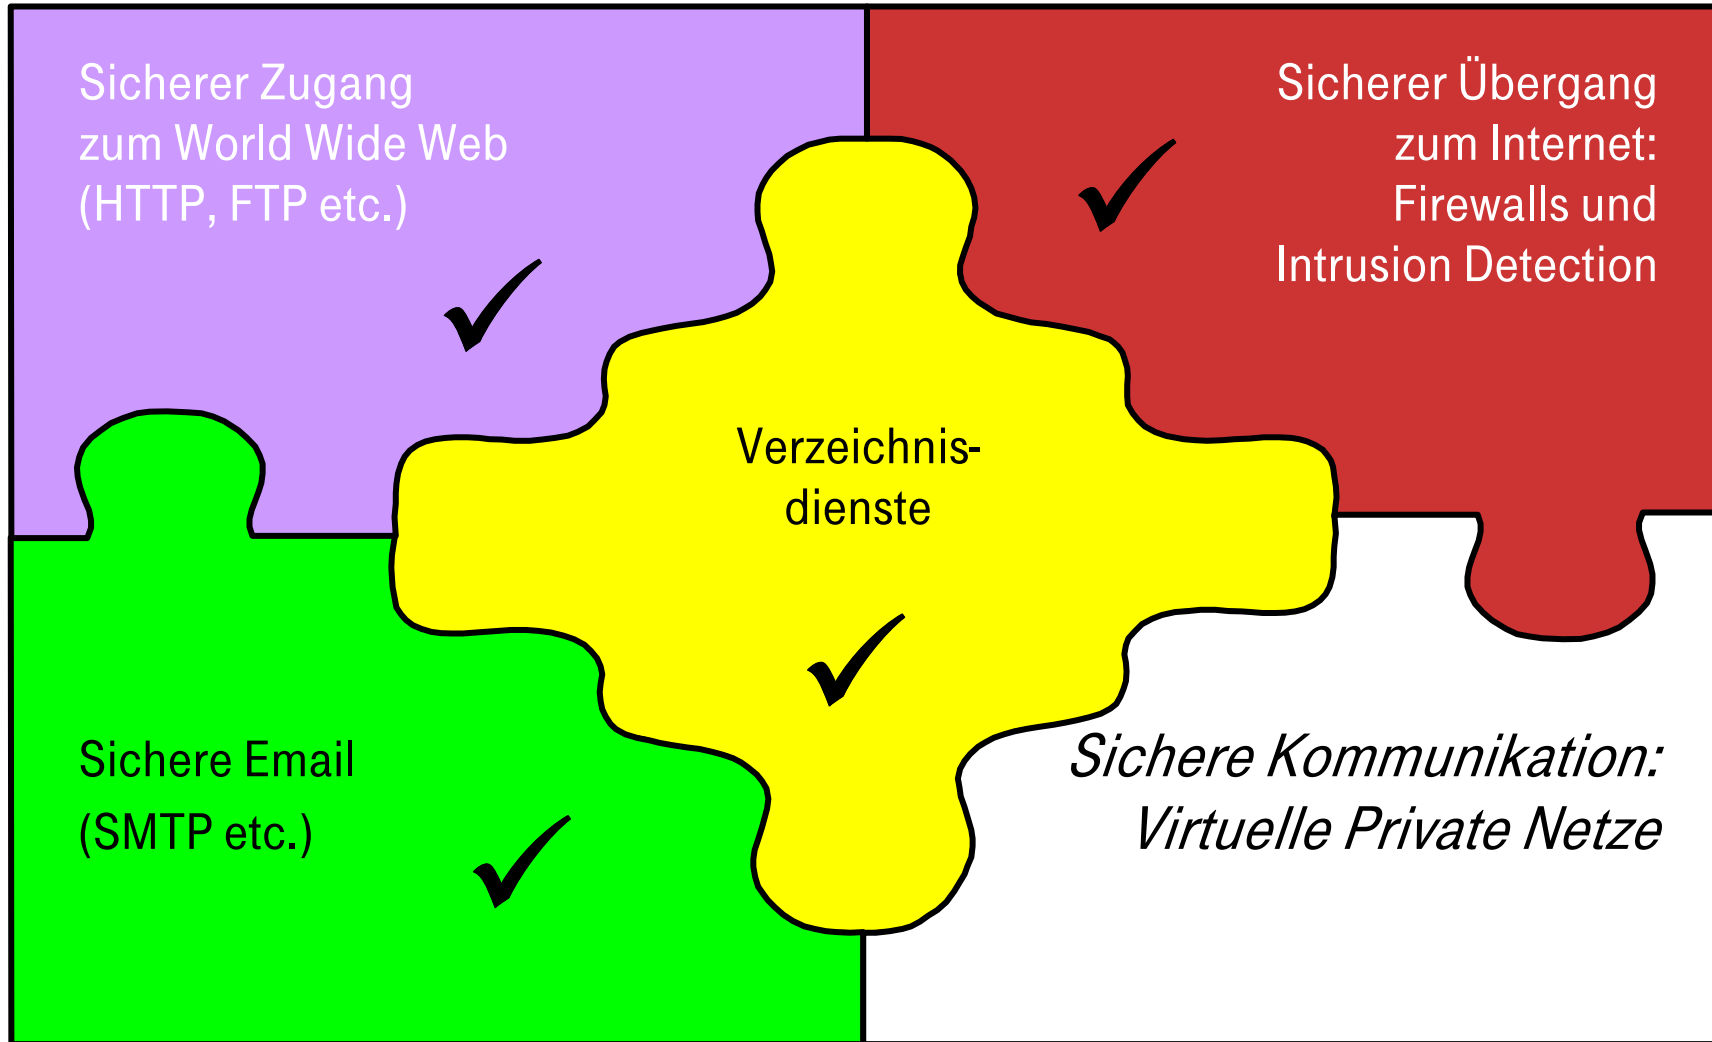 Sicherer Zugang
zum World Wide Web
(HTTP, FTP etc.)
Sicherer Übergang
zum Internet:
Firewalls und
Intrusion Detection
Verzeichnis-
dienste
Sichere Email
(SMTP etc.)
Sichere Kommunikation:
Virtuelle Private Netze